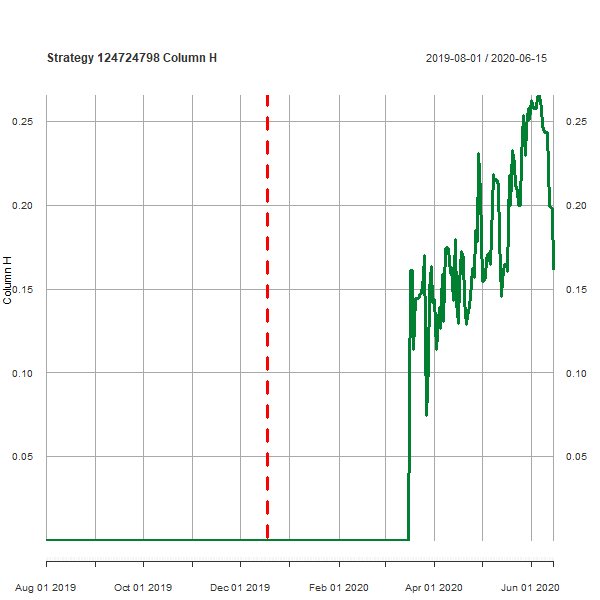 Strategy 124724798 Column H
2019-08-01 / 2020-06-15
0.25
0.25
0.20
0.20
Column H
0.15
0.15
0.10
0.10
0.05
0.05
Aug 01 2019
Oct 01 2019
Dec 01 2019
Feb 01 2020
Apr 01 2020
Jun 01 2020